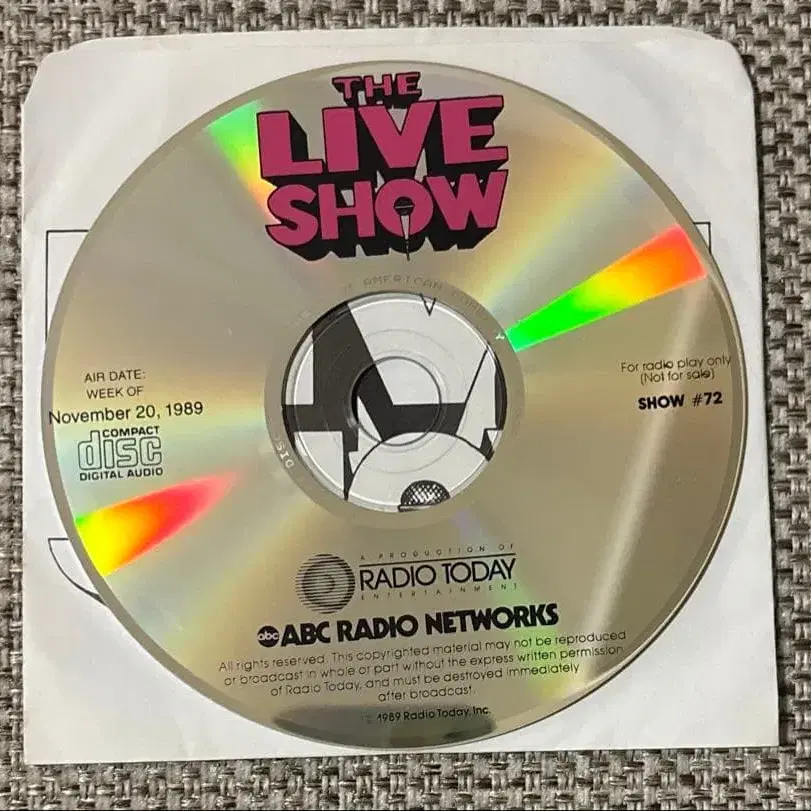 THE
LIVE
SHOW
AMERICAN
AIR DATE:
WEEK OF
November 20, 1989
COMPACT
disc
DIGITAL AUDIO
For radio play only
(Not for sale)
SHOW #72
DISC
A PRODUCTION OF
RADIO TODAY
ENTERTAINMENT
abc ABC RADIO NETWORKS
All rights reserved. This copyrighted material may not be reproduced
or broadcast in whole or part without the express written permission
of Radio Today, and must be destroyed immediately
after broadcast.
© 1989 Radio Today, Inc.